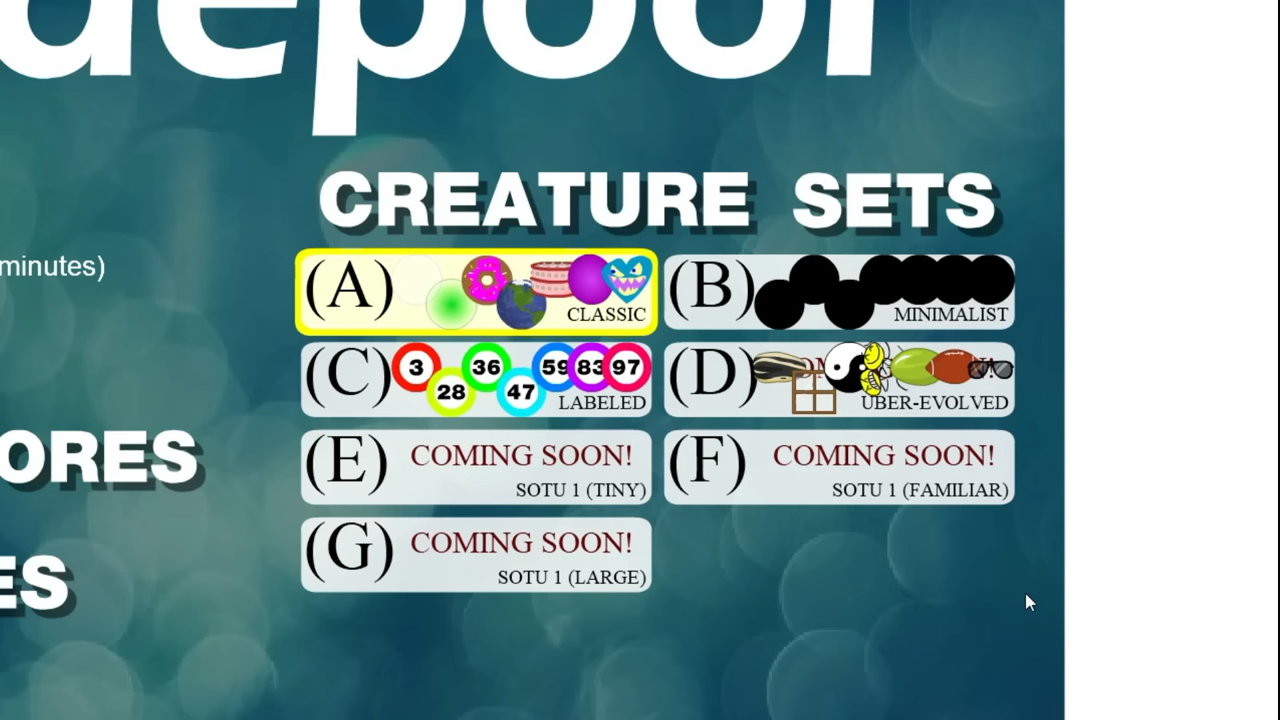 depool
CREATURE SETS
minutes)
(A)
CLASSIC
(B)
MINIMALIST
(C)
3
28
36
47
59
83
97
LABELED
(D)
UBER-EVOLVED
ORES
(E)
COMING SOON!
SOTU 1 (TINY)
(F)
COMING SOON!
SOTU 1 (FAMILIAR)
ES
(G)
COMING SOON!
SOTU 1 (LARGE)